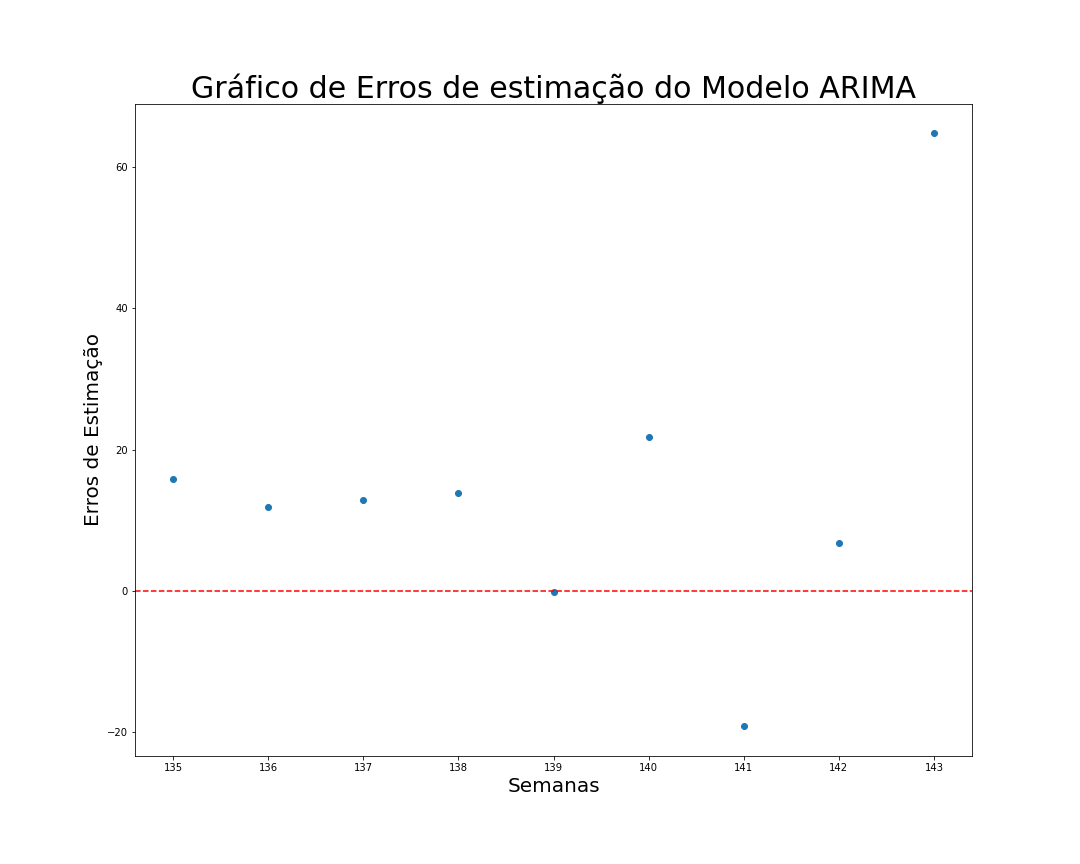 Gráfico de Erros de estimação do Modelo ARIMA
Erros de Estimação
60
40
20
0
−20
135 136 137 138 139 140 141 142 143
Semanas